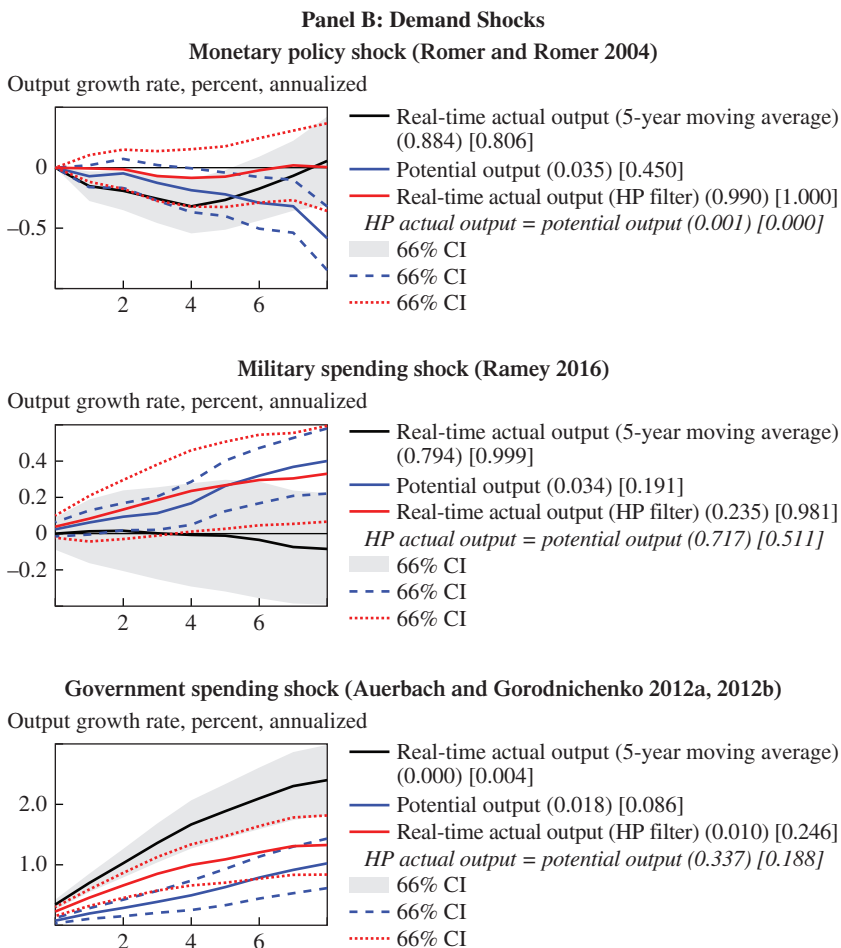 Panel B: Demand Shocks
Monetary policy shock (Romer and Romer 2004)
Output growth rate, percent, annualized
0
−0.5
2
4
6
Real-time actual output (5-year moving average)
(0.884) [0.806]
Potential output (0.035) [0.450]
Real-time actual output (HP filter) (0.990) [1.000]
HP actual output = potential output (0.001) [0.000]
66% CI
66% CI
66% CI
Military spending shock (Ramey 2016)
Output growth rate, percent, annualized
0.4
0.2
0
−0.2
2
4
6
Real-time actual output (5-year moving average)
(0.794) [0.999]
Potential output (0.034) [0.191]
Real-time actual output (HP filter) (0.235) [0.981]
HP actual output = potential output (0.717) [0.511]
66% CI
66% CI
66% CI
Government spending shock (Auerbach and Gorodnichenko 2012a, 2012b)
Output growth rate, percent, annualized
2.0
1.0
2
4
6
Real-time actual output (5-year moving average)
(0.000) [0.004]
Potential output (0.018) [0.086]
Real-time actual output (HP filter) (0.010) [0.246]
HP actual output = potential output (0.337) [0.188]
66% CI
66% CI
66% CI